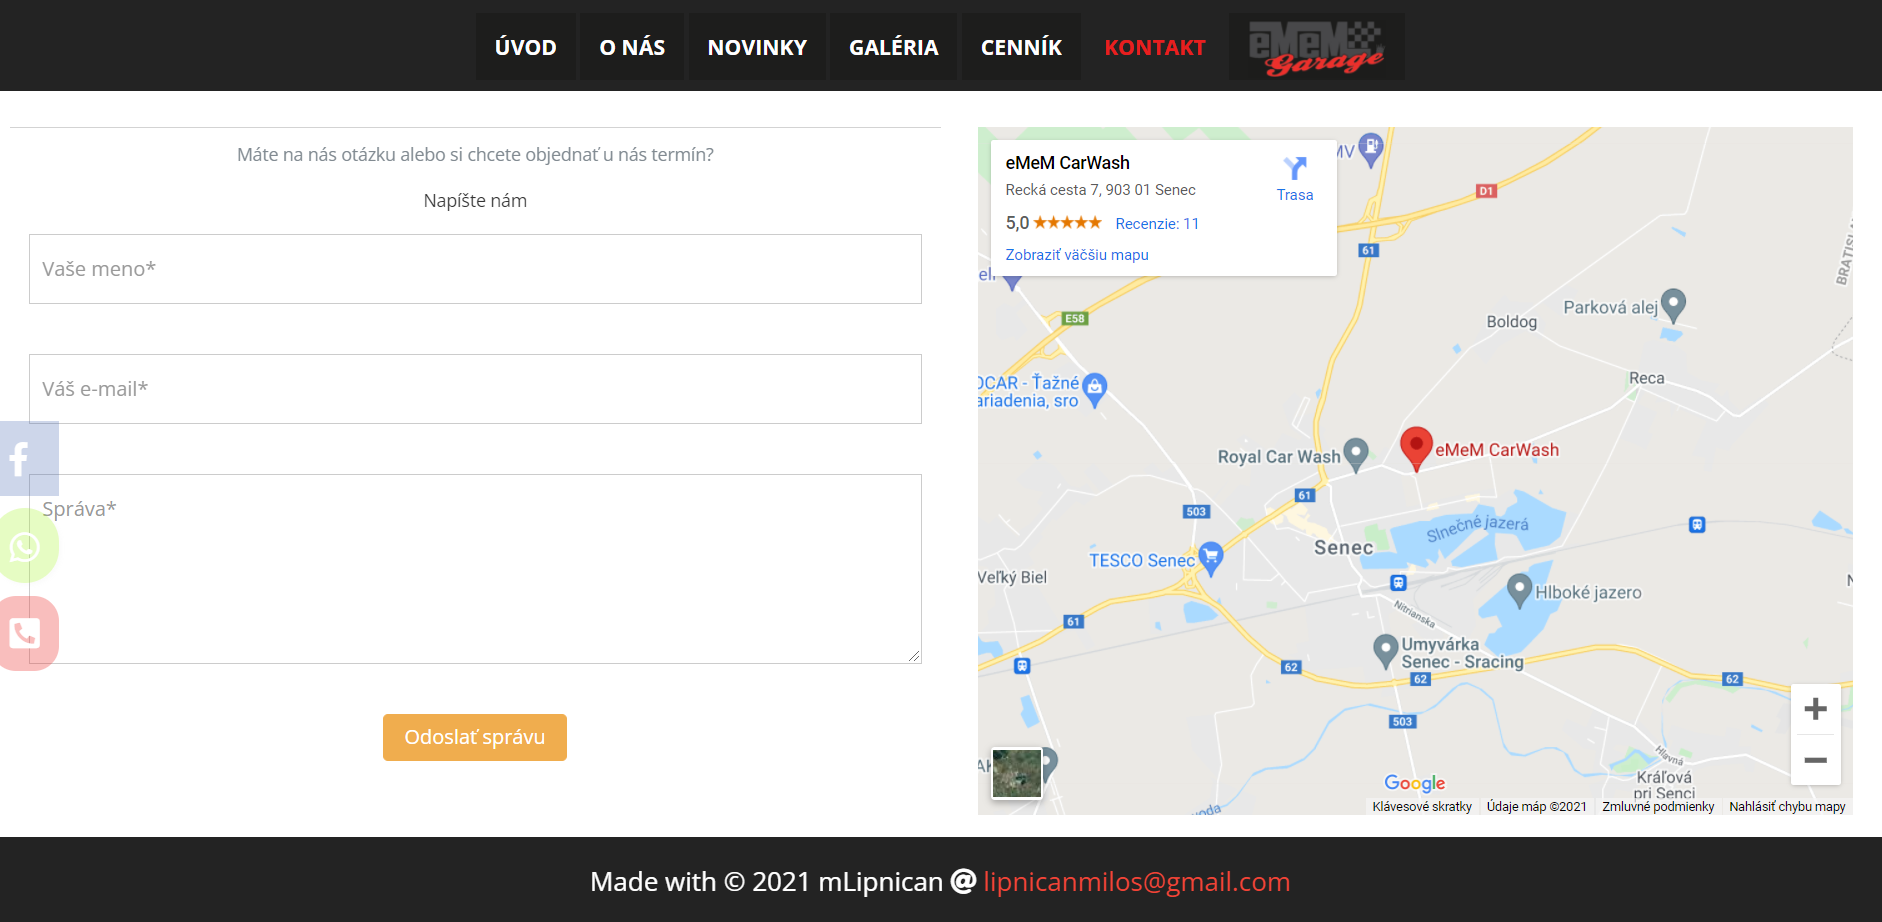 ÚVOD O NÁS NOVINKY GALÉRIA CENNÍK KONTAKT eMeM Garage
Máte na nás otázku alebo si chcete objednať u nás termín?
Napíšte nám
Vaše meno*
Váš e-mail*
Správa*
Odoslať správu
eMeM CarWash
Recká cesta 7, 903 01 Senec
5,0 Recenzie: 11
Zobraziť väčšiu mapu
Trasa
MV
D1
61
E58
Parková alej
Boldog
Reca
OCAR - Ťažné
ariadenia, sro
Royal Car Wash
eMeM CarWash
61
503
Slnečné jazerá
Senec
TESCO Senec
Veľký Biel
Hlboké jazero
Nitrianska
61
Umyvárka
Senec - Sracing
62
62
62
503
Hlavná
Kráľová
pri Senci
Google
Klávesové skratky Údaje máp ©2021 Zmluvné podmienky Nahlásiť chybu mapy
Made with © 2021 mLipnican @ lipnicanmilos@gmail.com